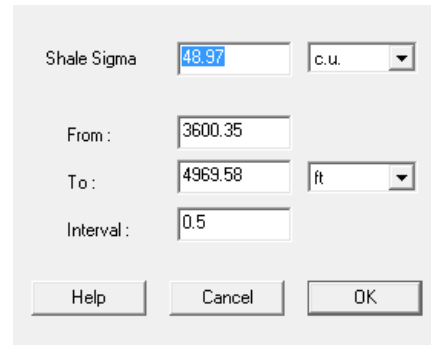 Shale Sigma 48.97 c.u.
From : 3600.35
To : 4969.58 ft
Interval : 0.5
Help Cancel OK